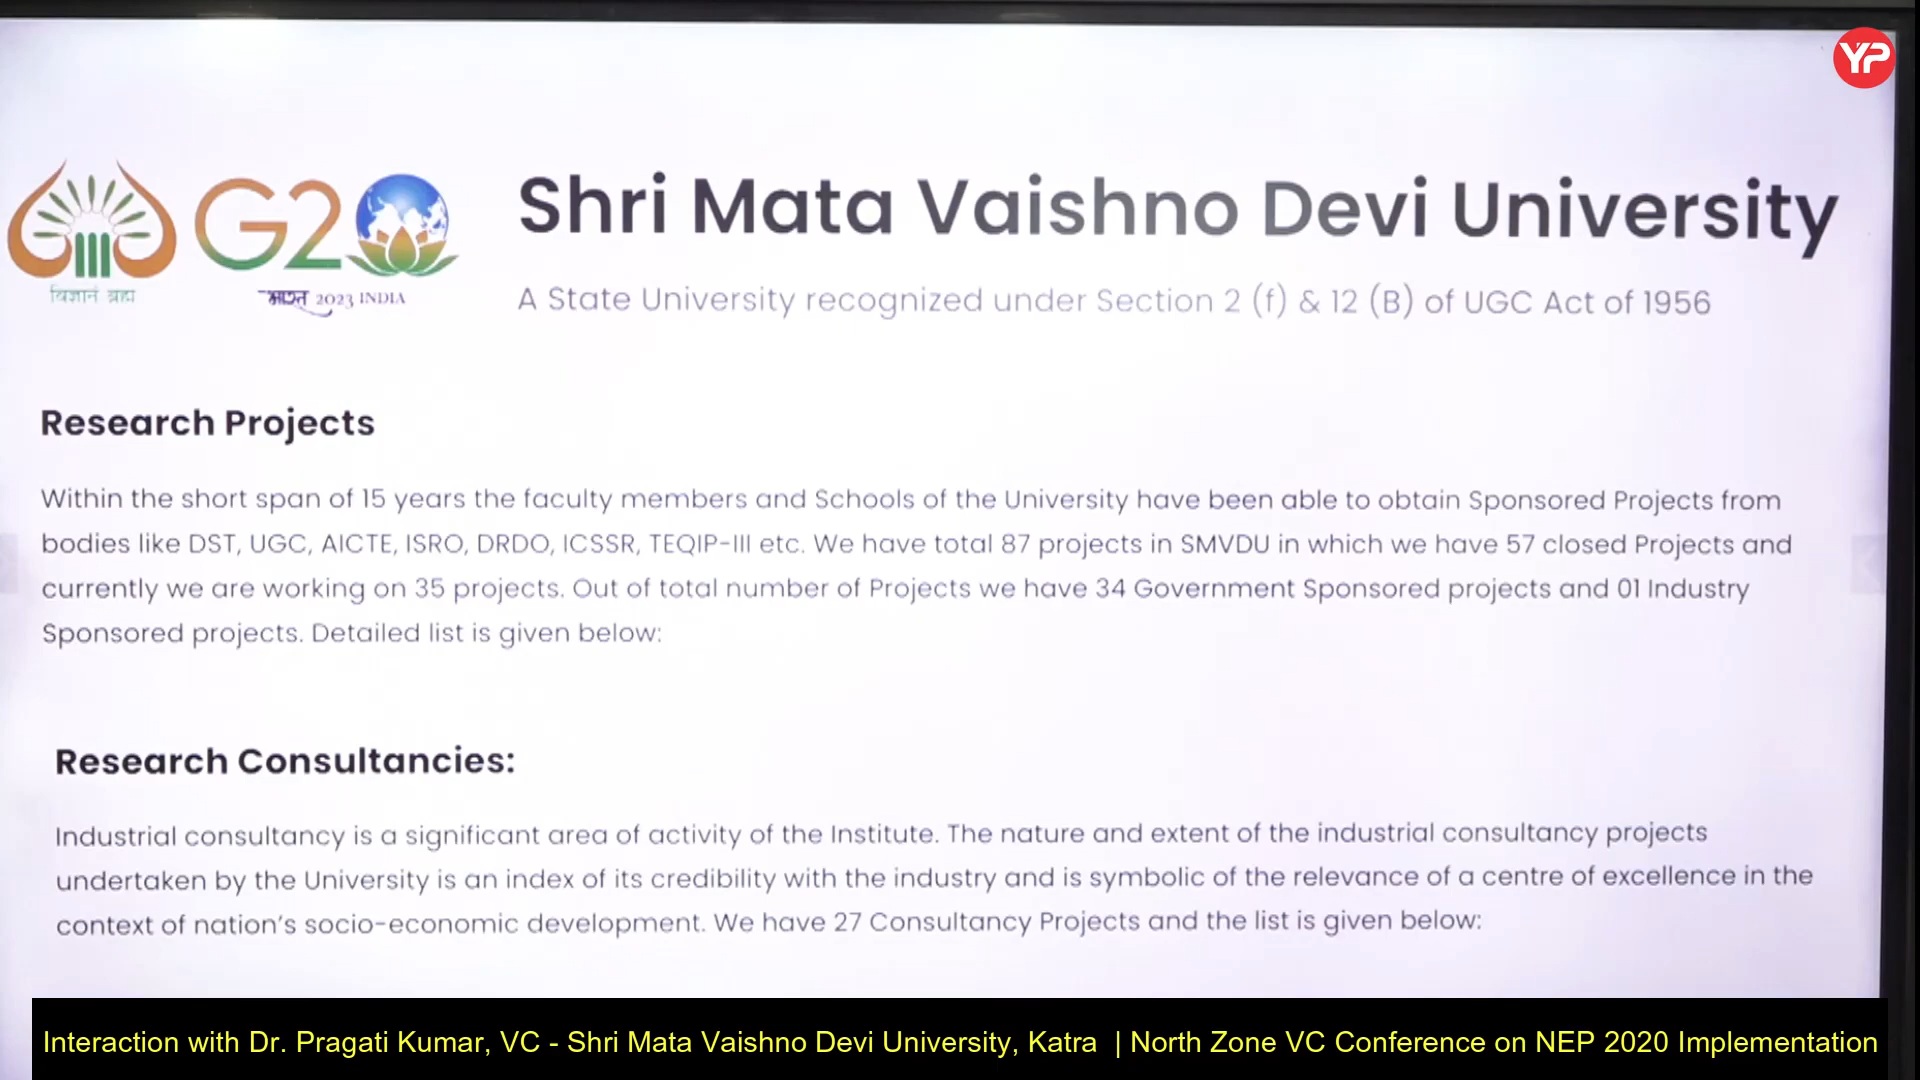 YP
Shri Mata Vaishno Devi University
G20
विज्ञानं ब्रह्म
भारत 2023 INDIA
A State University recognized under Section 2 (f) & 12 (B) of UGC Act of 1956
Research Projects
Within the short span of 15 years the faculty members and Schools of the University have been able to obtain Sponsored Projects from
bodies like DST, UGC, AICTE, ISRO, DRDO, ICSSR, TEQIP-III etc. We have total 87 projects in SMVDU in which we have 57 closed Projects and
currently we are working on 35 projects. Out of total number of Projects we have 34 Government Sponsored projects and 01 Industry
Sponsored projects. Detailed list is given below:
Research Consultancies:
Industrial consultancy is a significant area of activity of the Institute. The nature and extent of the industrial consultancy projects
undertaken by the University is an index of its credibility with the industry and is symbolic of the relevance of a centre of excellence in the
context of nation’s socio-economic development. We have 27 Consultancy Projects and the list is given below:
Interaction with Dr. Pragati Kumar, VC - Shri Mata Vaishno Devi University, Katra | North Zone VC Conference on NEP 2020 Implementation